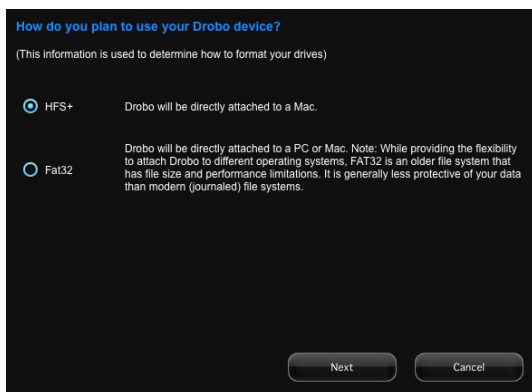 How do you plan to use your Drobo device?
(This information is used to determine how to format your drives)
HFS+ Drobo will be directly attached to a Mac.
Drobo will be directly attached to a PC or Mac. Note: While providing the flexibility
to attach Drobo to different operating systems, FAT32 is an older file system that
Fat32 has file size and performance limitations. It is generally less protective of your data
than modern (journaled) file systems.
Next Cancel